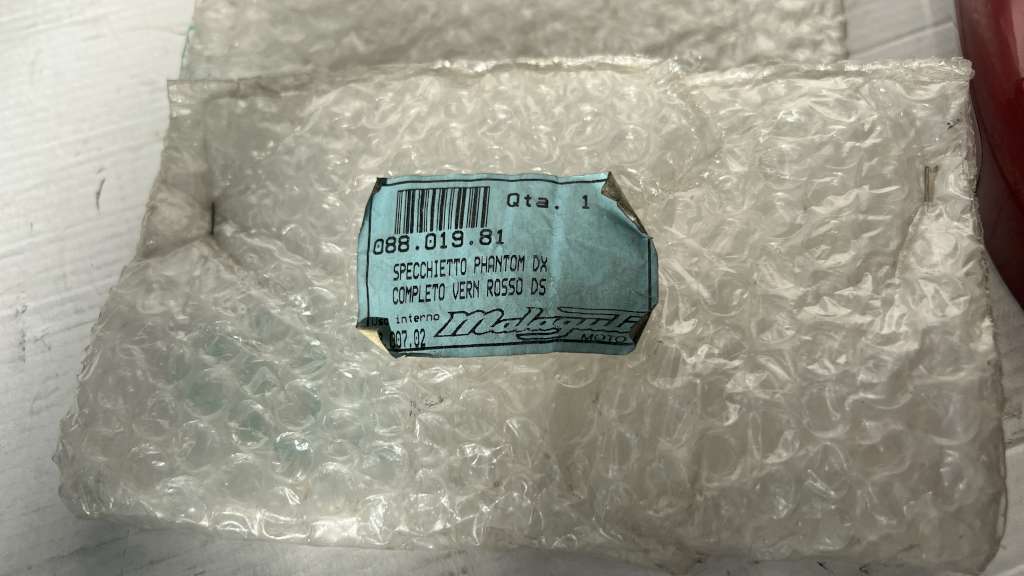 Qta. 1
088.019.81
SPECCHIETTO PHANTOM DX
COMPLETO VERN ROSSO DS
interno Malaguti
007.02 MOTO